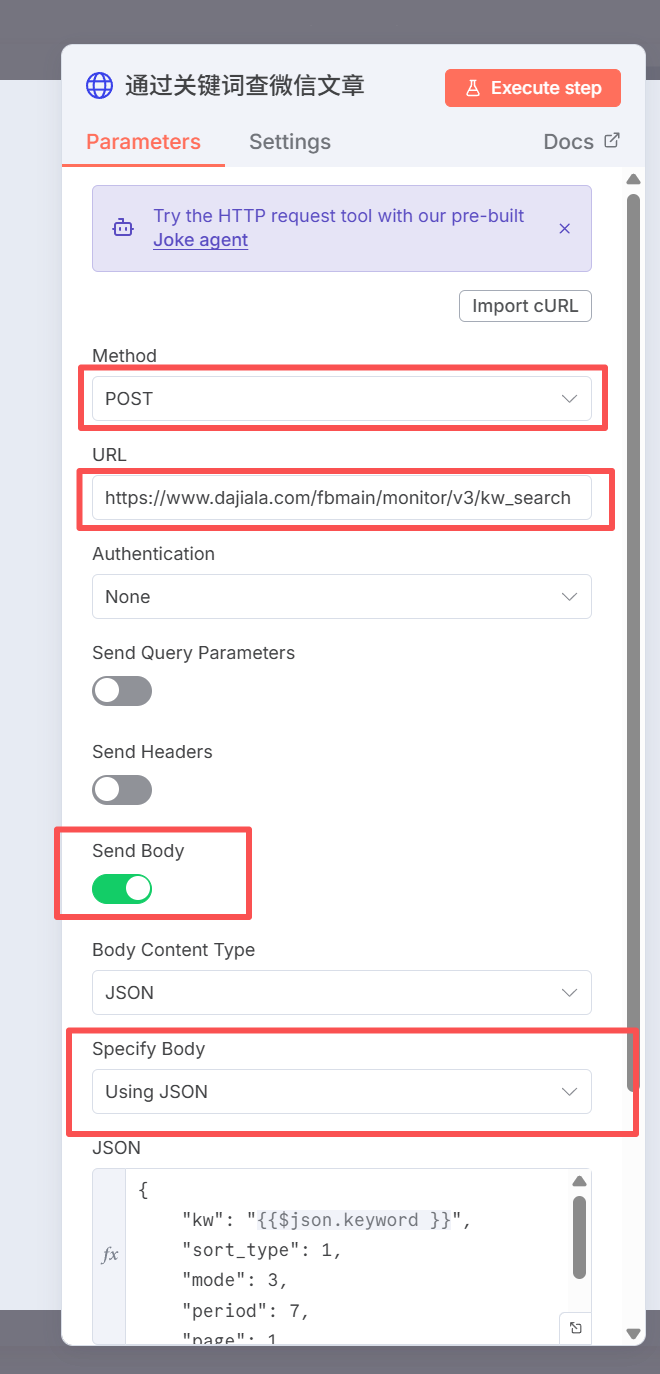 通过关键词查微信文章
Execute step
Parameters
Settings
Docs
Try the HTTP request tool with our pre-built
Joke agent
Import cURL
Method
POST
URL
https://www.dajiala.com/fbmain/monitor/v3/kw_search
Authentication
None
Send Query Parameters
Send Headers
Send Body
Body Content Type
JSON
Specify Body
Using JSON
JSON
fx
{
"kw": "{{$json.keyword }}",
"sort_type": 1,
"mode": 3,
"period": 7,
"page": 1